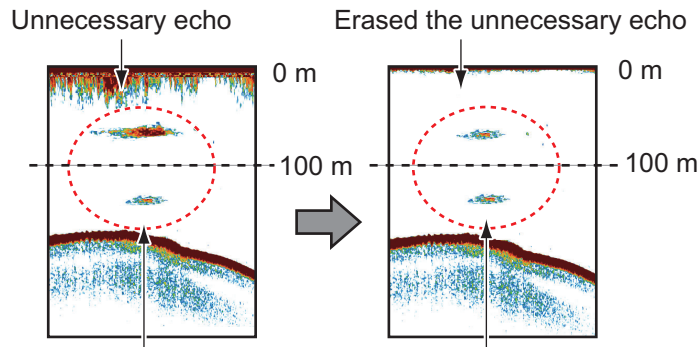 Unnecessary echo
Erased the unnecessary echo
0 m
0 m
100 m
100 m